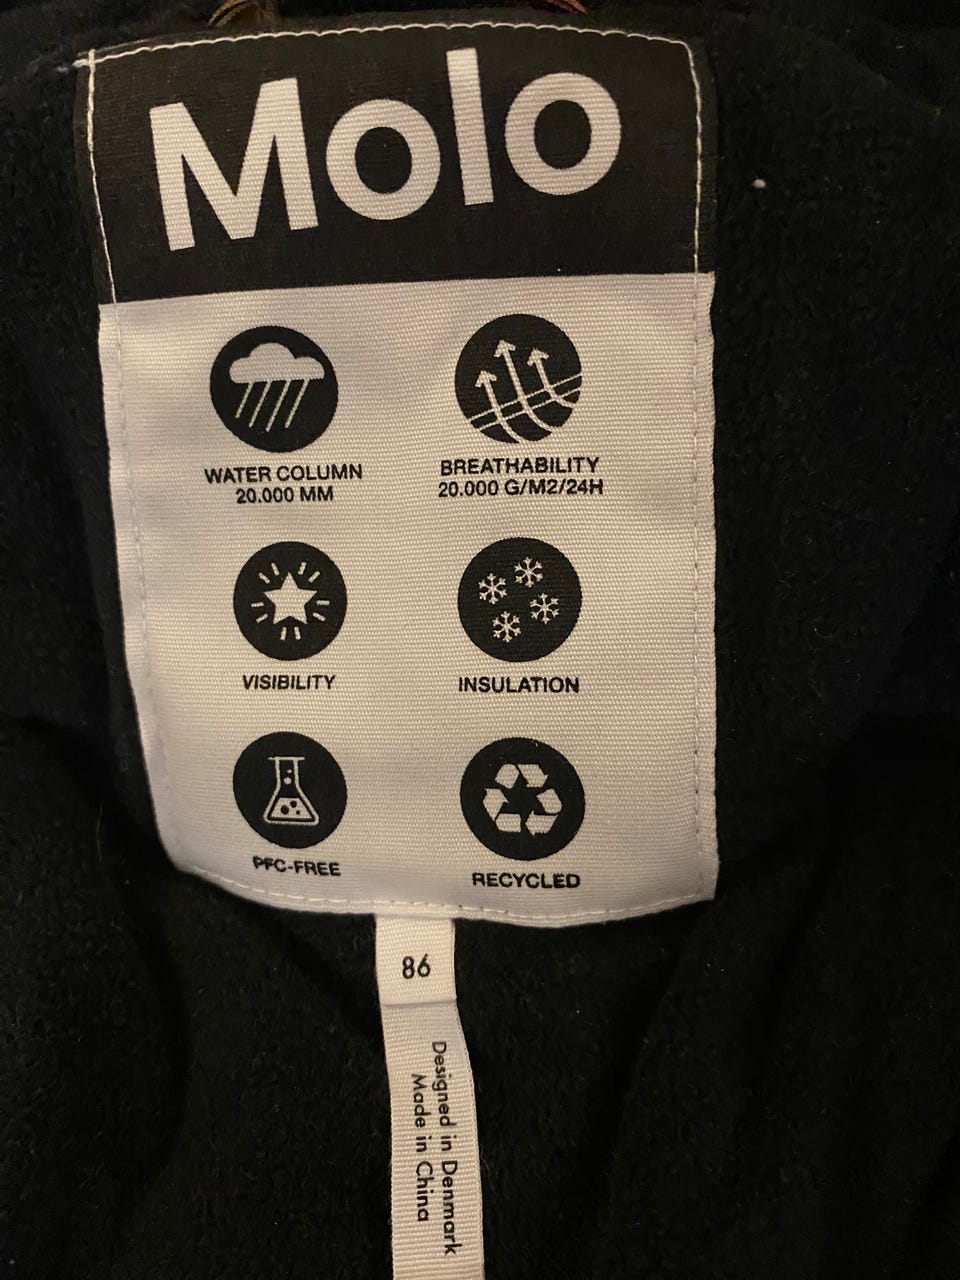 Molo
WATER COLUMN
20.000 MM
BREATHABILITY
20.000 G/M2/24H
VISIBILITY
INSULATION
PFC-FREE
RECYCLED
86
Designed in Denmark
Made in China